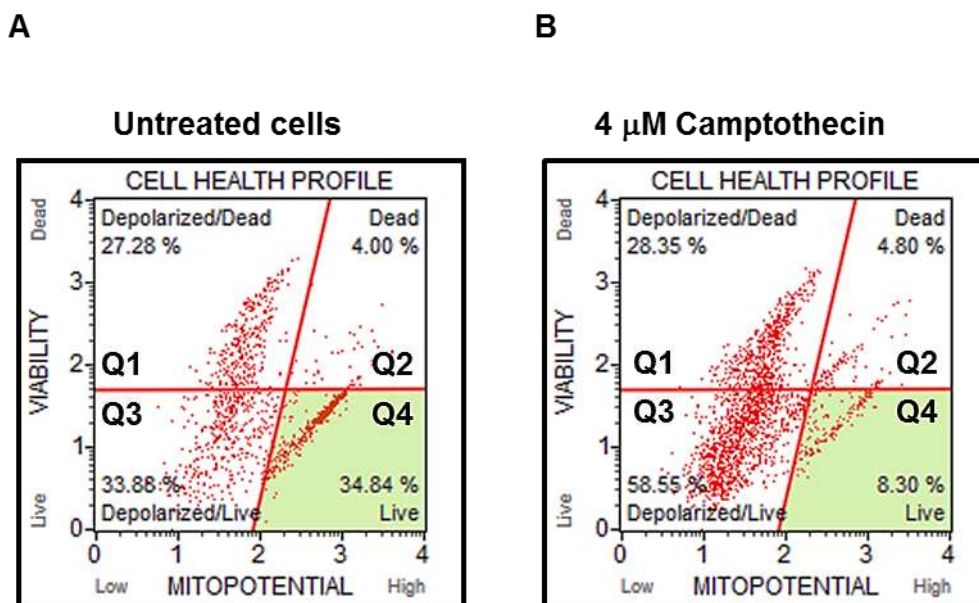 A
Untreated cells
CELL HEALTH PROFILE
4
Dead
Depolarized/Dead
Dead
27.28 %
4.00 %
3
VIABILITY
2
Q1
Q2
Q3
Q4
1
33.88 %
34.84 %
Depolarized/Live
Live
Live
0
0
1
2
3
4
Low
MITOPOTENTIAL
High
B
4 μM Camptothecin
CELL HEALTH PROFILE
4
Dead
Depolarized/Dead
Dead
28.35 %
4.80 %
3
VIABILITY
2
Q1
Q2
Q3
Q4
1
58.55 %
8.30 %
Depolarized/Live
Live
Live
0
0
1
2
3
4
Low
MITOPOTENTIAL
High